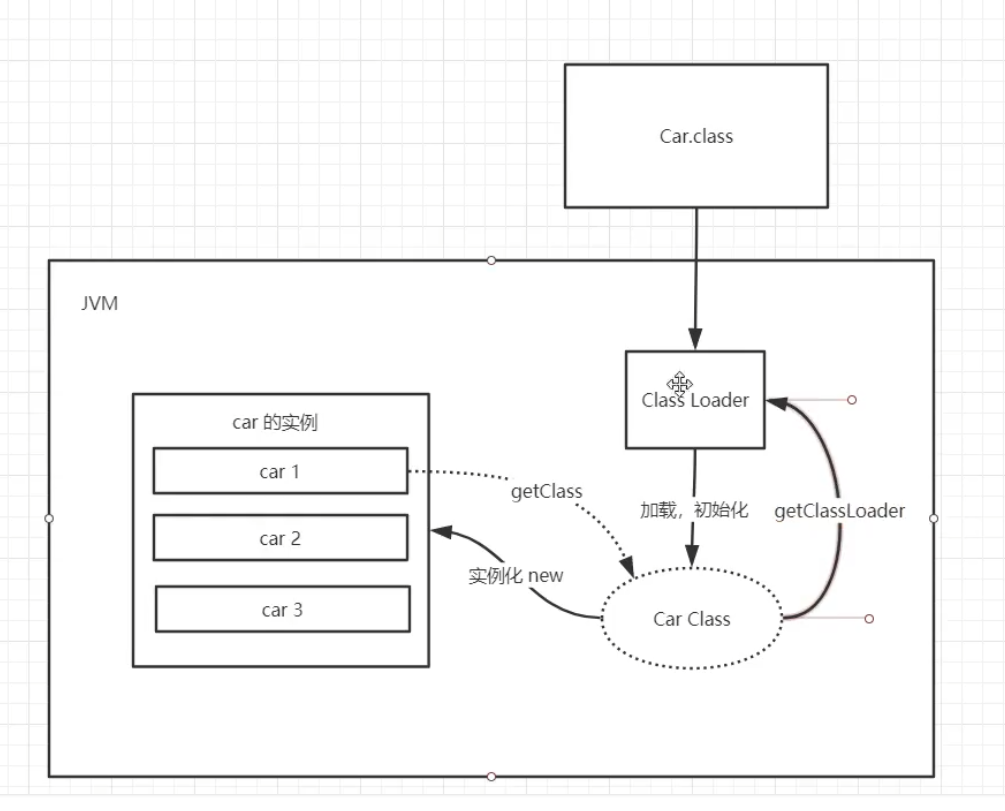 Car.class
JVM
Class Loader
car 的实例
car 1
getClass
加载，初始化
getClassLoader
car 2
实例化 new
car 3
Car Class